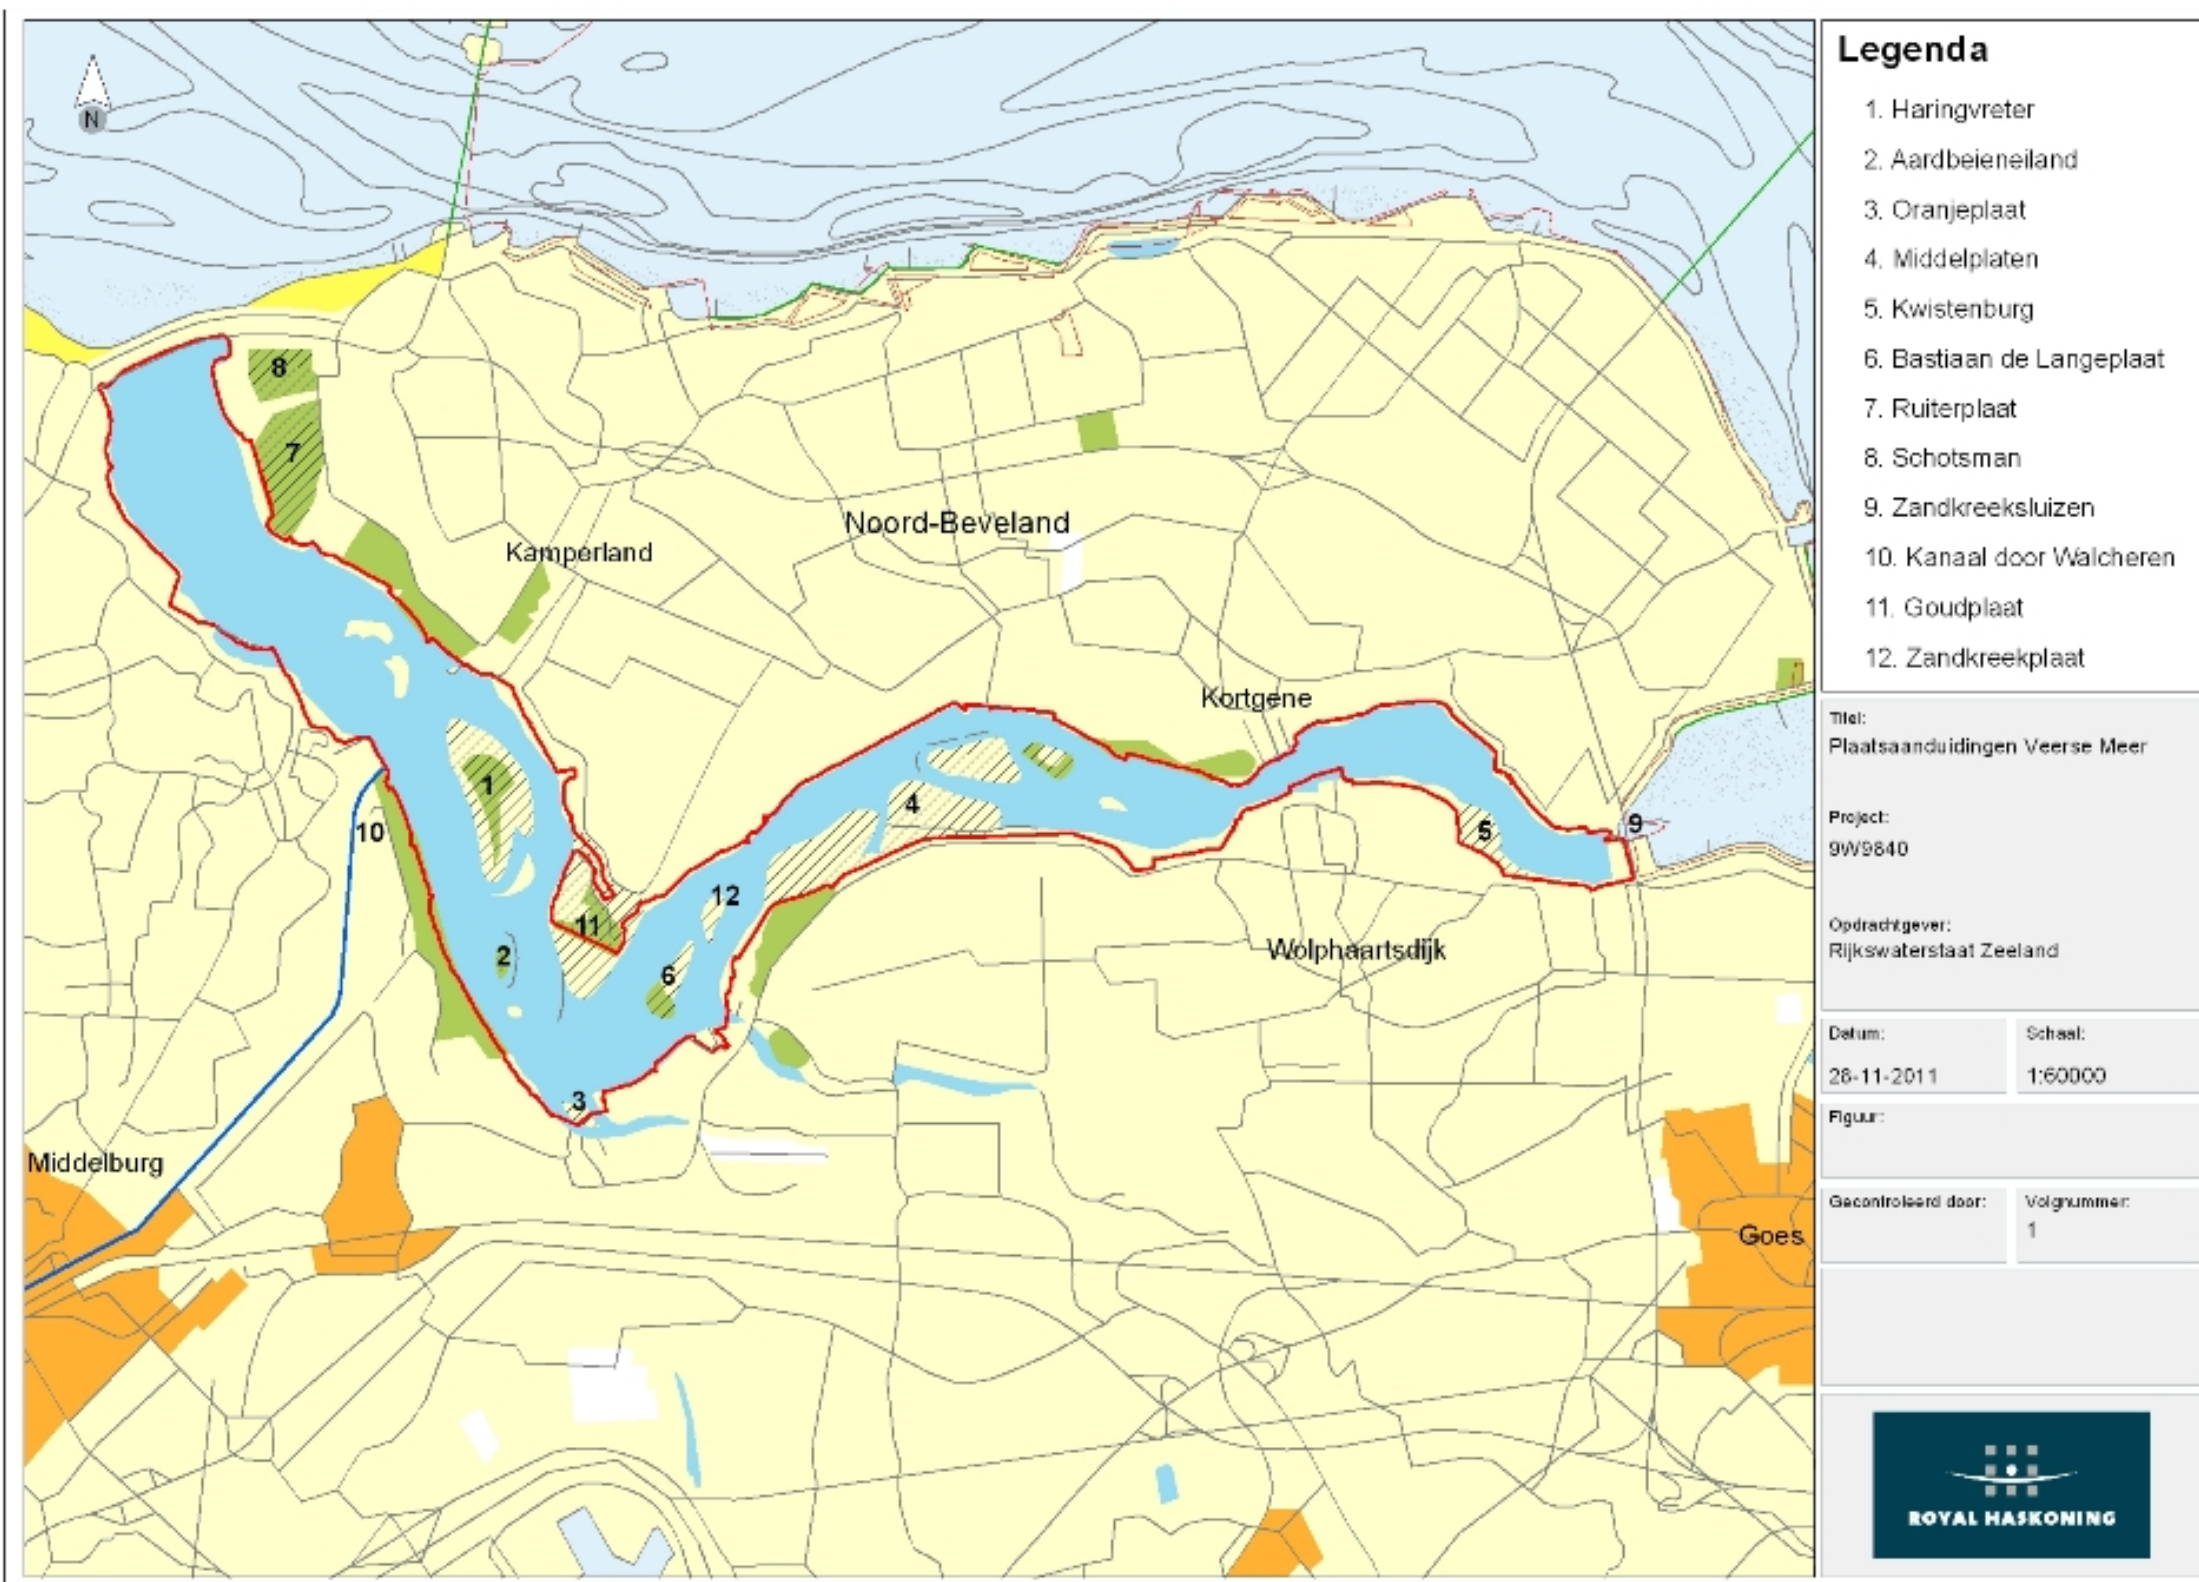 N
8
7
Noord-Beveland
Kamperland
Kortgene
1
4
10
5
9
12
11
2
6
Wolphaartsdijk
3
Middelburg
Goes
Legenda
1. Haringvreter
2. Aardbeieneiland
3. Oranjeplaat
4. Middelplaten
5. Kwistenburg
6. Bastiaan de Langeplaat
7. Ruiterplaat
8. Schotsman
9. Zandkreeksluizen
10. Kanaal door Walcheren
11. Goudplaat
12. Zandkreekplaat
Titel:
Plaatsaanduidingen Veerse Meer
Project:
9W9840
Opdrachtgever:
Rijkswaterstaat Zeeland
Datum:
28-11-2011
Schaal:
1:60000
Figuur:
Gecontroleerd door:
Volgnummer:
1
ROYAL HASKONING